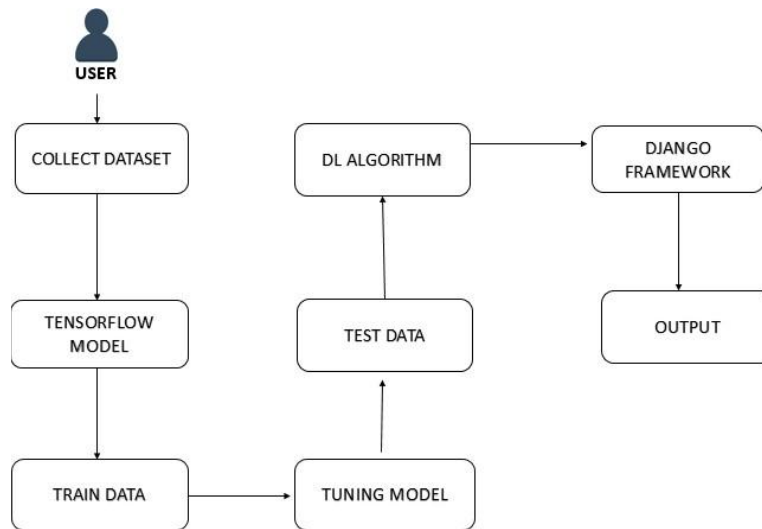 USER
COLLECT DATASET
TENSORFLOW
MODEL
TRAIN DATA
TUNING MODEL
TEST DATA
DL ALGORITHM
DJANGO
FRAMEWORK
OUTPUT